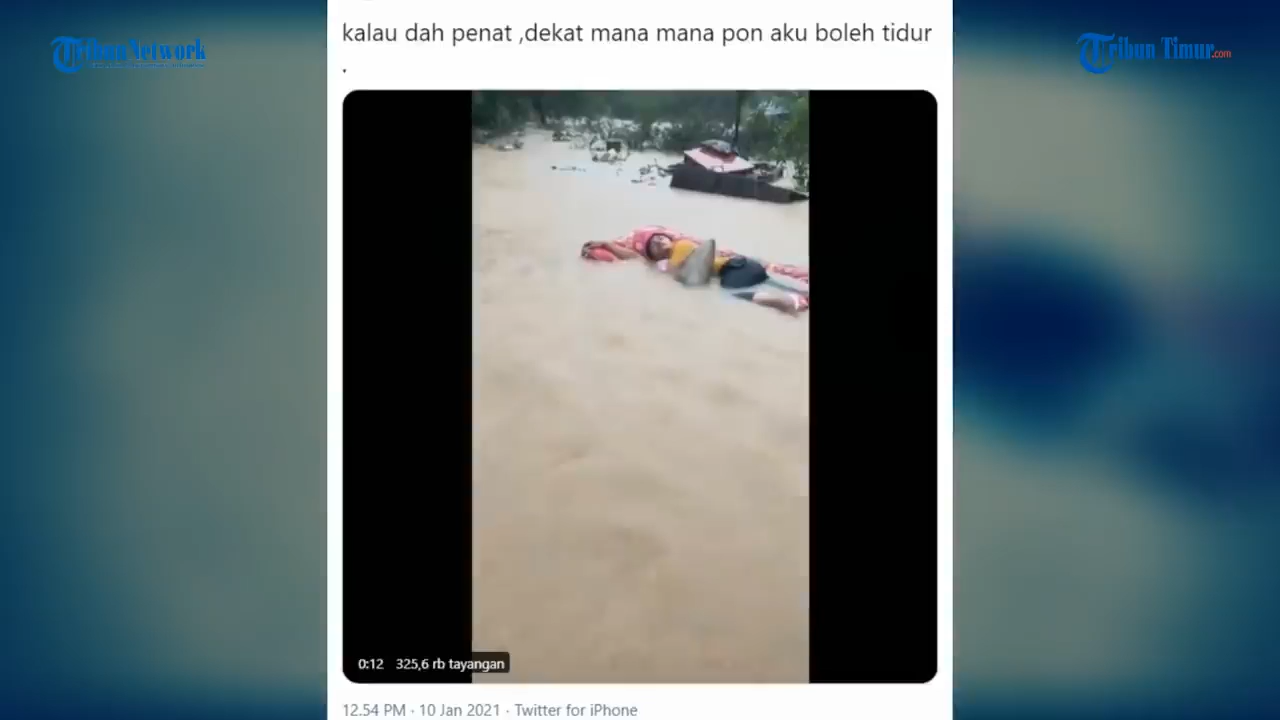 TribunNetwork
Tribun Timur.com
kalau dah penat ,dekat mana mana pon aku boleh tidur
.
0:12 325,6 rb tayangan
12.54 PM · 10 Jan 2021 · Twitter for iPhone